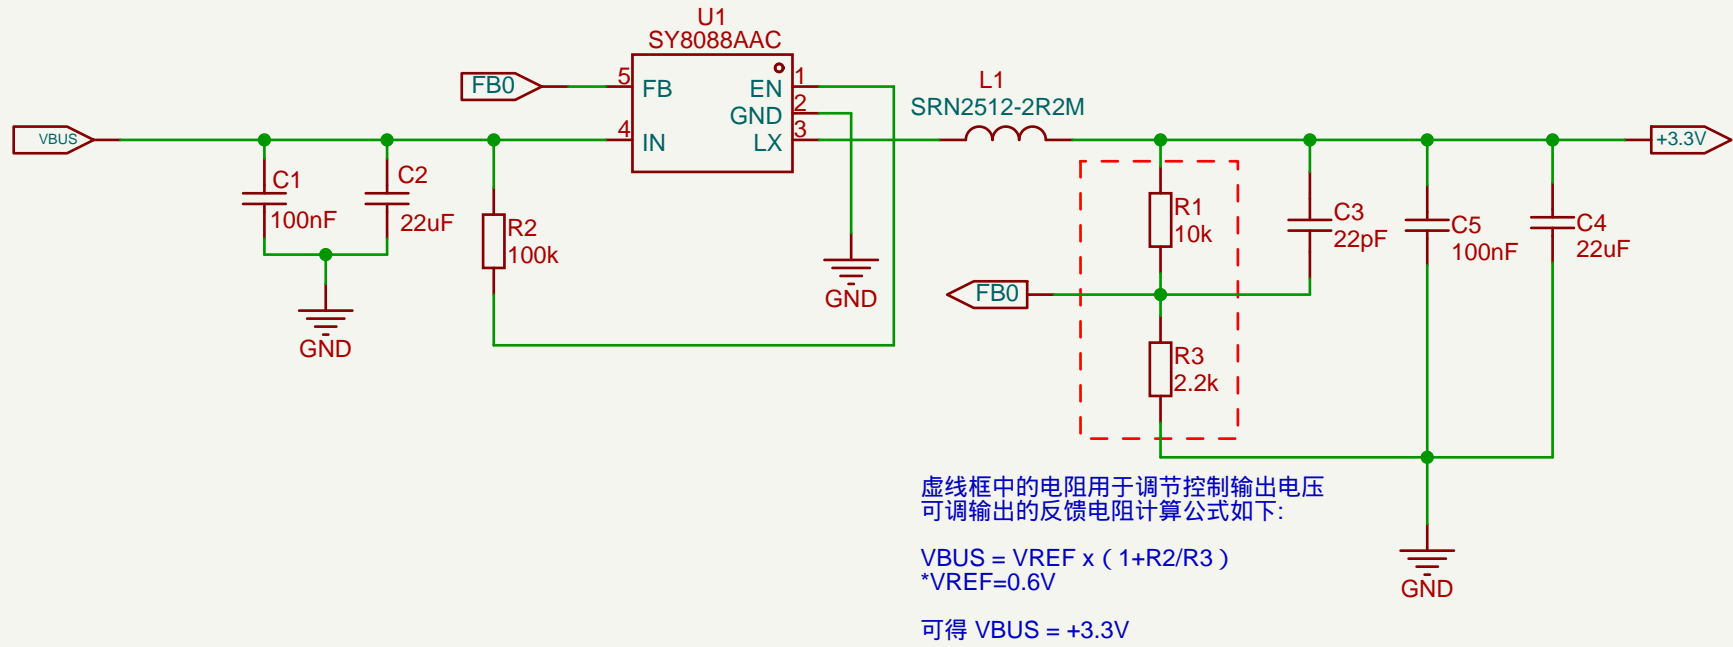 U1
SY8088AAC
FB0
5
FB
EN
1
GND
2
VBUS
4
IN
LX
3
L1
SRN2512-2R2M
+3.3V
C1
100nF
C2
22uF
R2
100k
GND
GND
R1
10k
C3
22pF
C5
100nF
C4
22uF
FB0
R3
2.2k
虚线框中的电阻用于调节控制输出电压
可调输出的反馈电阻计算公式如下:
VBUS = VREF x（1+R2/R3）
*VREF=0.6V
可得 VBUS = +3.3V
GND